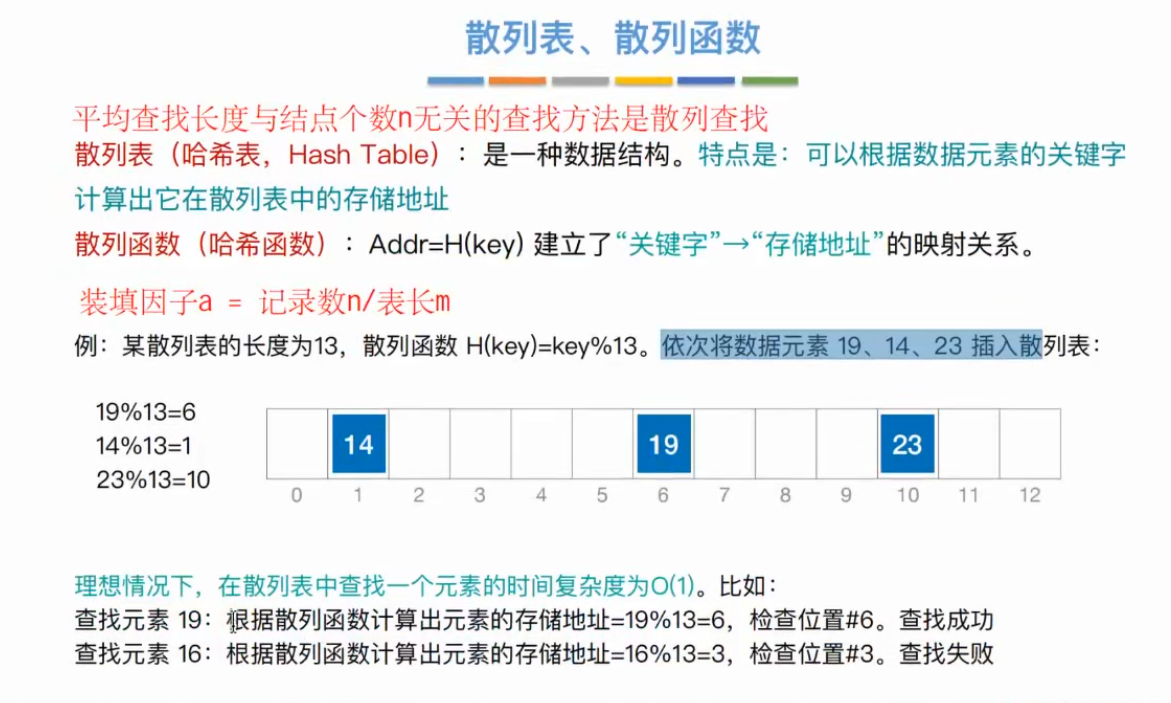 散列表、散列函数
平均查找长度与结点个数n无关的查找方法是散列查找
散列表（哈希表，Hash Table）：是一种数据结构。特点是：可以根据数据元素的关键字
计算出它在散列表中的存储地址
散列函数（哈希函数）：Addr=H(key) 建立了“关键字”→“存储地址”的映射关系。
装填因子a = 记录数n/表长m
例：某散列表的长度为13，散列函数 H(key)=key%13。依次将数据元素 19、14、23 插入散列表：
19%13=6
14%13=1
23%13=10
14 19 23
0 1 2 3 4 5 6 7 8 9 10 11 12
理想情况下，在散列表中查找一个元素的时间复杂度为O(1)。比如：
查找元素 19：根据散列函数计算出元素的存储地址=19%13=6，检查位置#6。查找成功
查找元素 16：根据散列函数计算出元素的存储地址=16%13=3，检查位置#3。查找失败